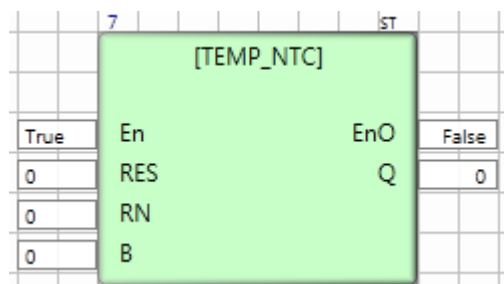 7 ST
[TEMP_NTC]
True En EnO False
0 RES Q 0
0 RN
0 B